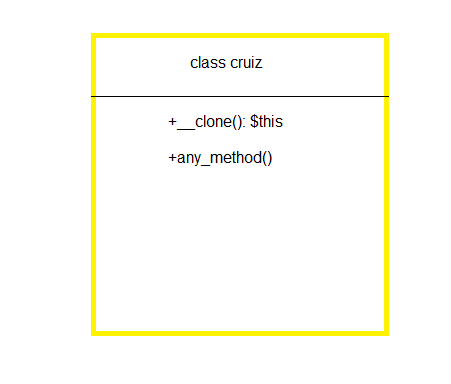 class cruiz
+__clone(): $this
+any_method()